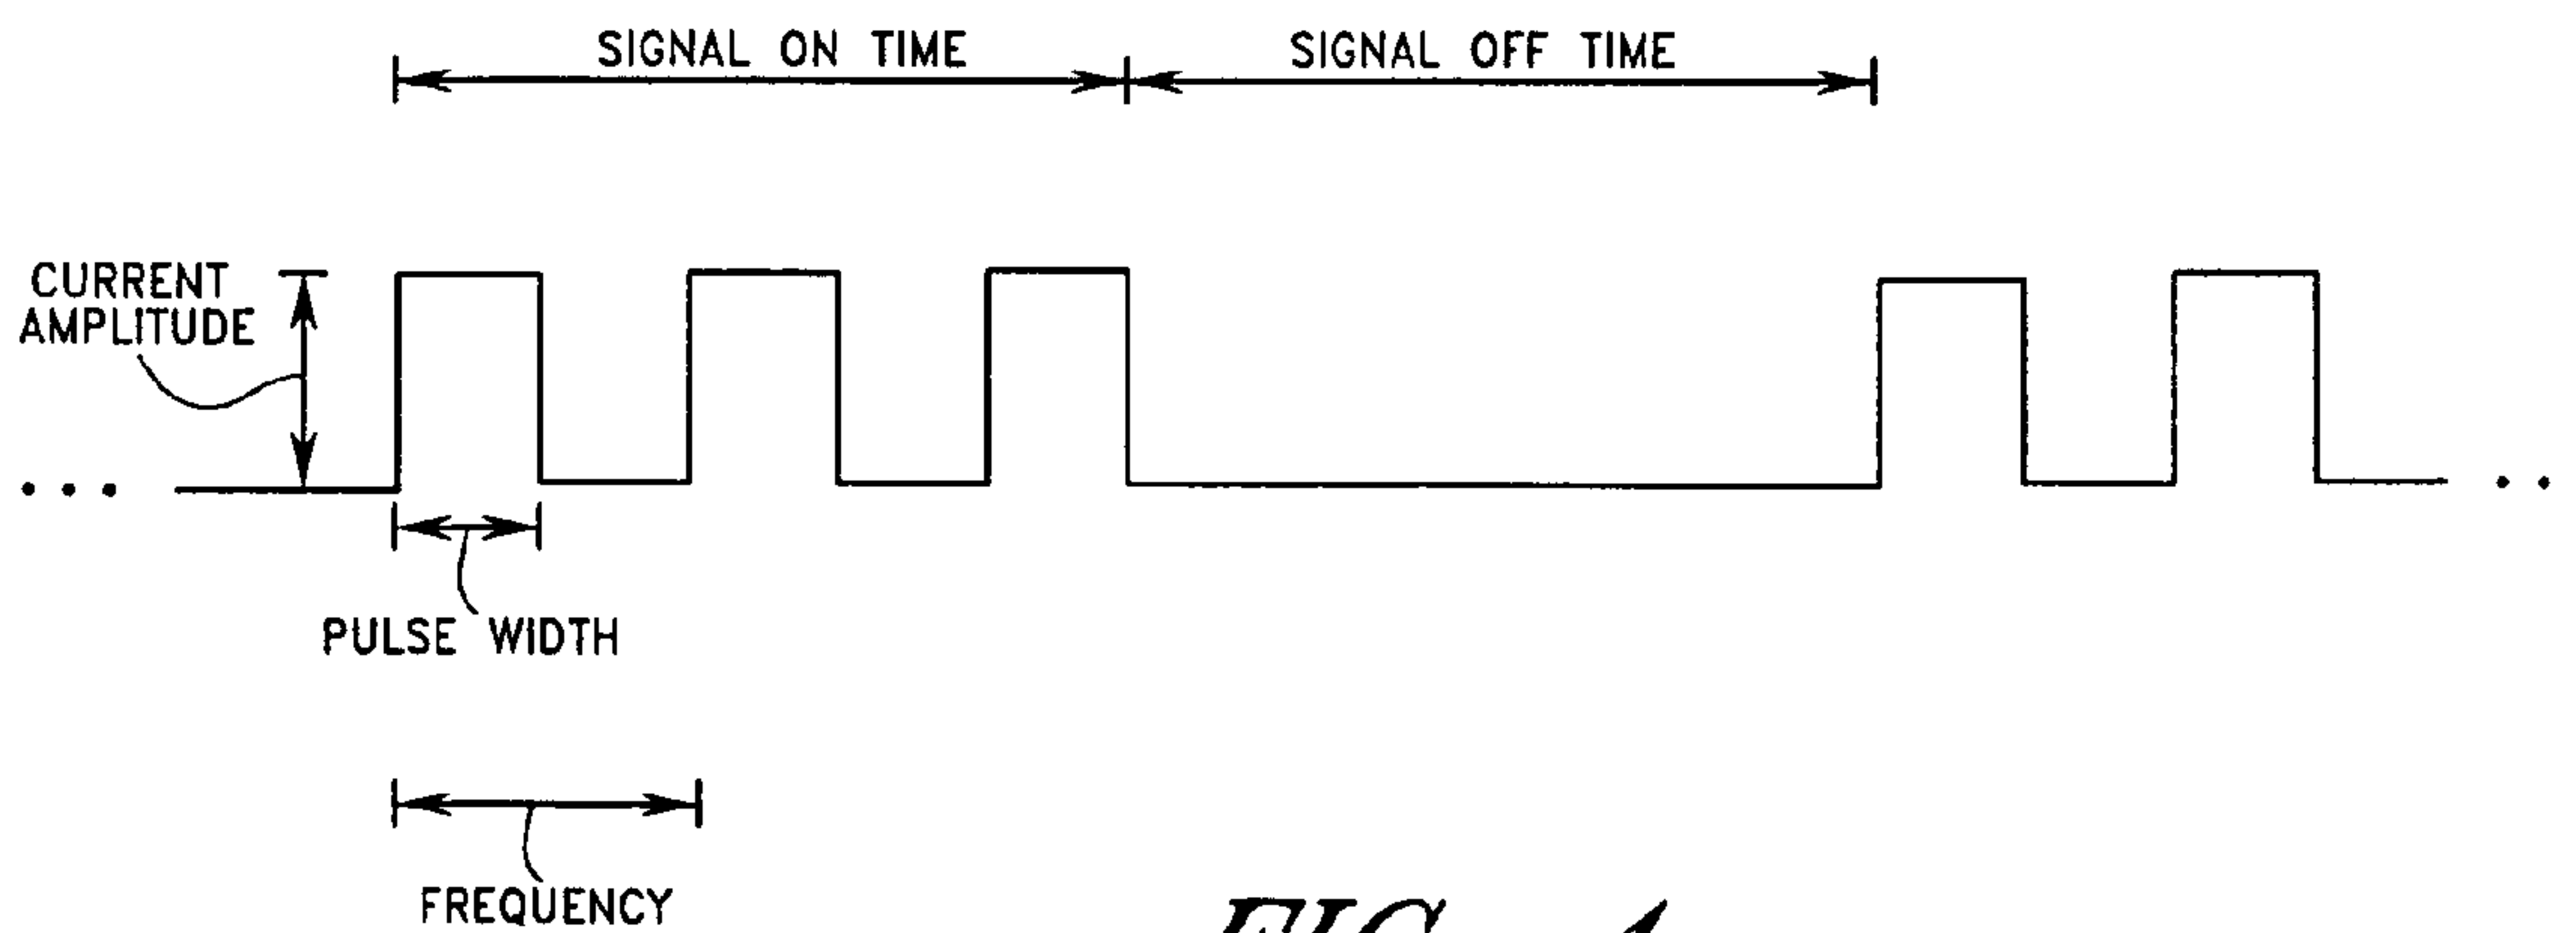 SIGNAL ON TIME
SIGNAL OFF TIME
CURRENT
AMPLITUDE
PULSE WIDTH
FREQUENCY